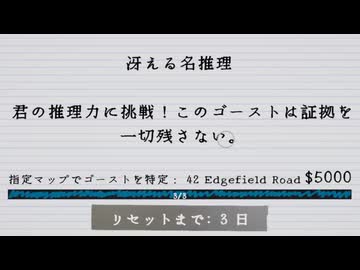 冴える名推理
君の推理力に挑戦！このゴーストは証拠を
一切残さない。
指定マップでゴーストを特定： 42 Edgefield Road $5000
3/3
リセットまで: 3 日